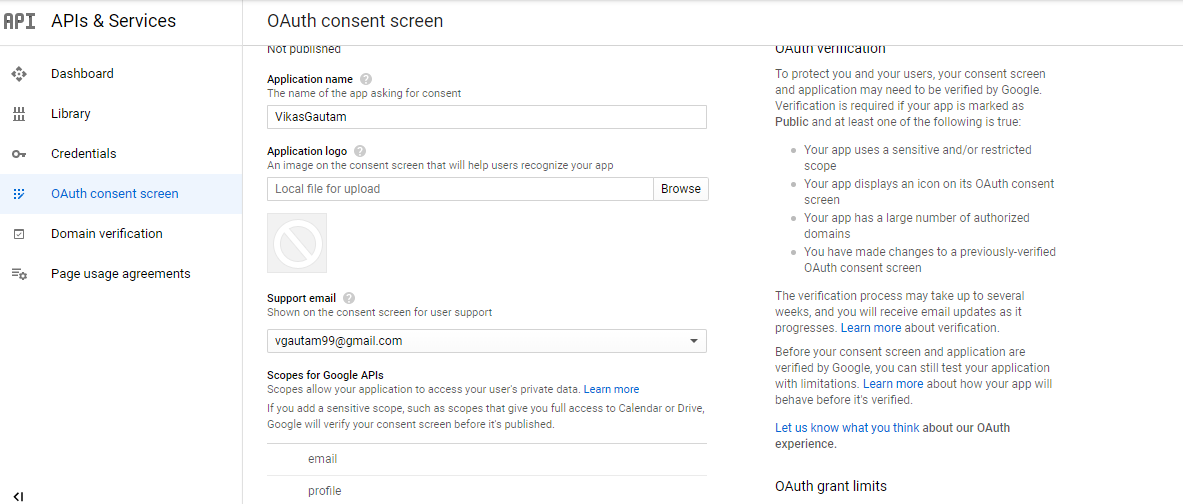 API APIs & Services
OAuth consent screen
Dashboard
Library
Credentials
OAuth consent screen
Domain verification
Page usage agreements
Not published
Application name ?
The name of the app asking for consent
VikasGautam
Application logo ?
An image on the consent screen that will help users recognize your app
Local file for upload
Browse
Support email ?
Shown on the consent screen for user support
vgautam99@gmail.com
Scopes for Google APIs
Scopes allow your application to access your user's private data. Learn more
If you add a sensitive scope, such as scopes that give you full access to Calendar or Drive,
Google will verify your consent screen before it's published.
email
profile
OAuth verification
To protect you and your users, your consent screen
and application may need to be verified by Google.
Verification is required if your app is marked as
Public and at least one of the following is true:
Your app uses a sensitive and/or restricted
scope
Your app displays an icon on its OAuth consent
screen
Your app has a large number of authorized
domains
You have made changes to a previously-verified
OAuth consent screen
The verification process may take up to several
weeks, and you will receive email updates as it
progresses. Learn more about verification.
Before your consent screen and application are
verified by Google, you can still test your application
with limitations. Learn more about how your app will
behave before it's verified.
Let us know what you think about our OAuth
experience.
OAuth grant limits